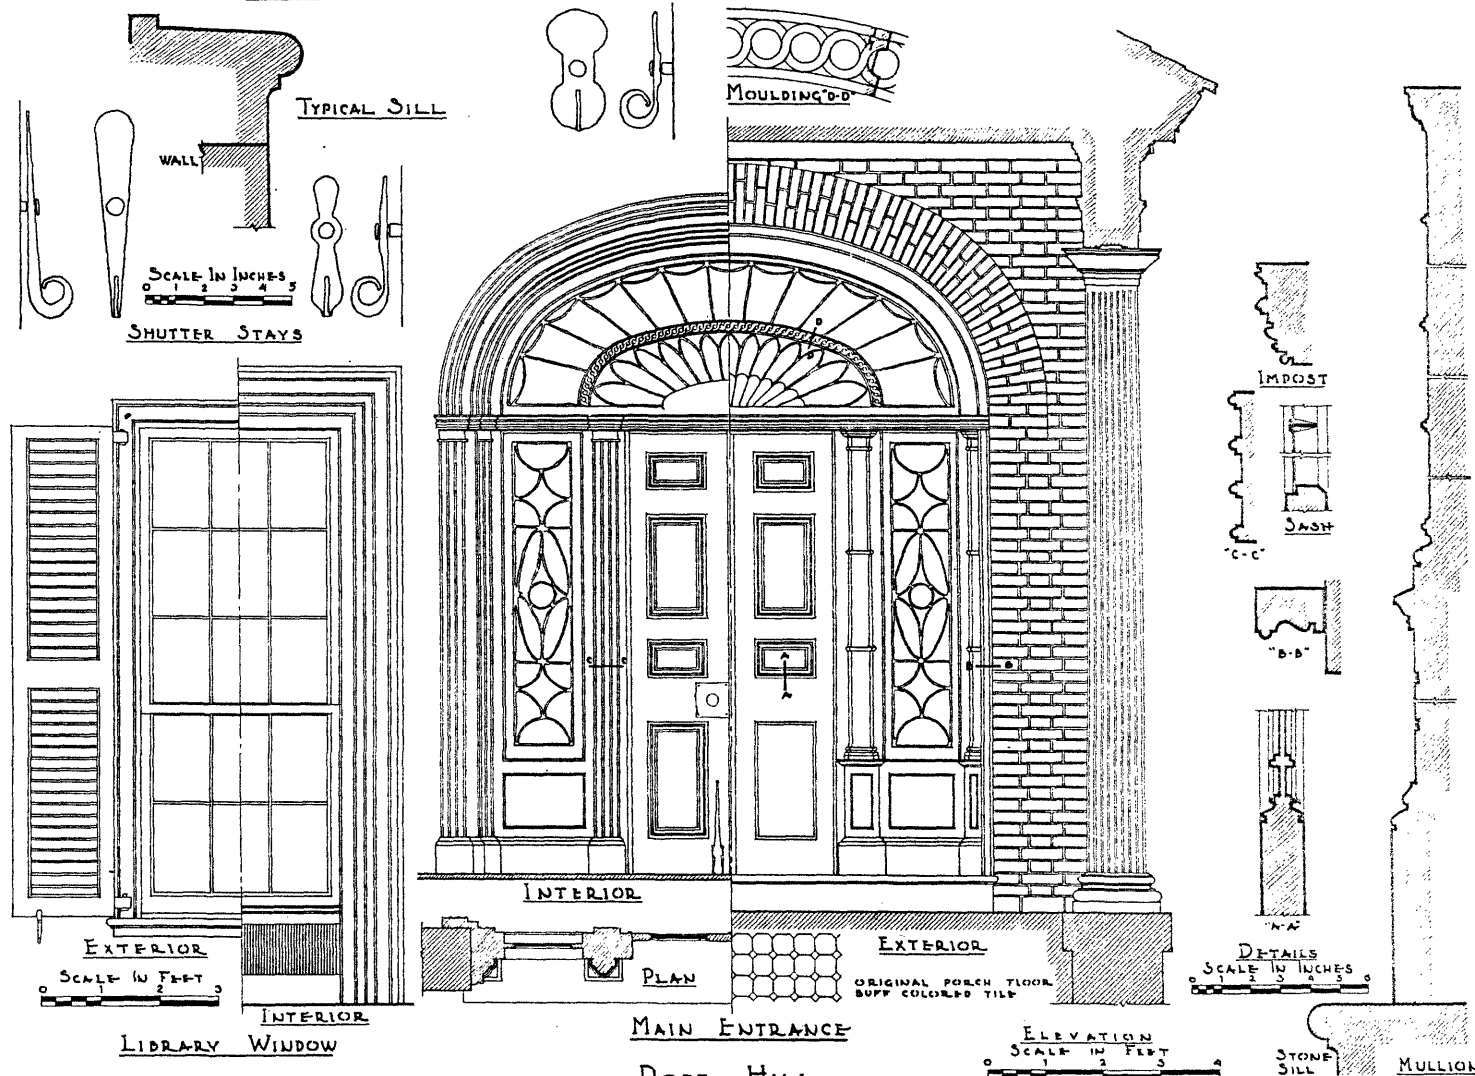 TYPICAL SILL
WALL
SCALE IN INCHES
0 1 2 3 4 5
SHUTTER STAYS
MOULDING "D-D"
D
D
IMPOST
SASH
"C-C"
"B-B"
C C
A
A
B B
"A-A"
INTERIOR
EXTERIOR
SCALE IN FEET
0 1 2 3
INTERIOR
LIBRARY WINDOW
PLAN
EXTERIOR
ORIGINAL PORCH FLOOR
BUFF COLORED TILE
MAIN ENTRANCE
DETAILS
SCALE IN INCHES
0 1 2 3 4 5 6
ELEVATION
SCALE IN FEET
0 1 2 3 4
STONE
SILL
MULLION